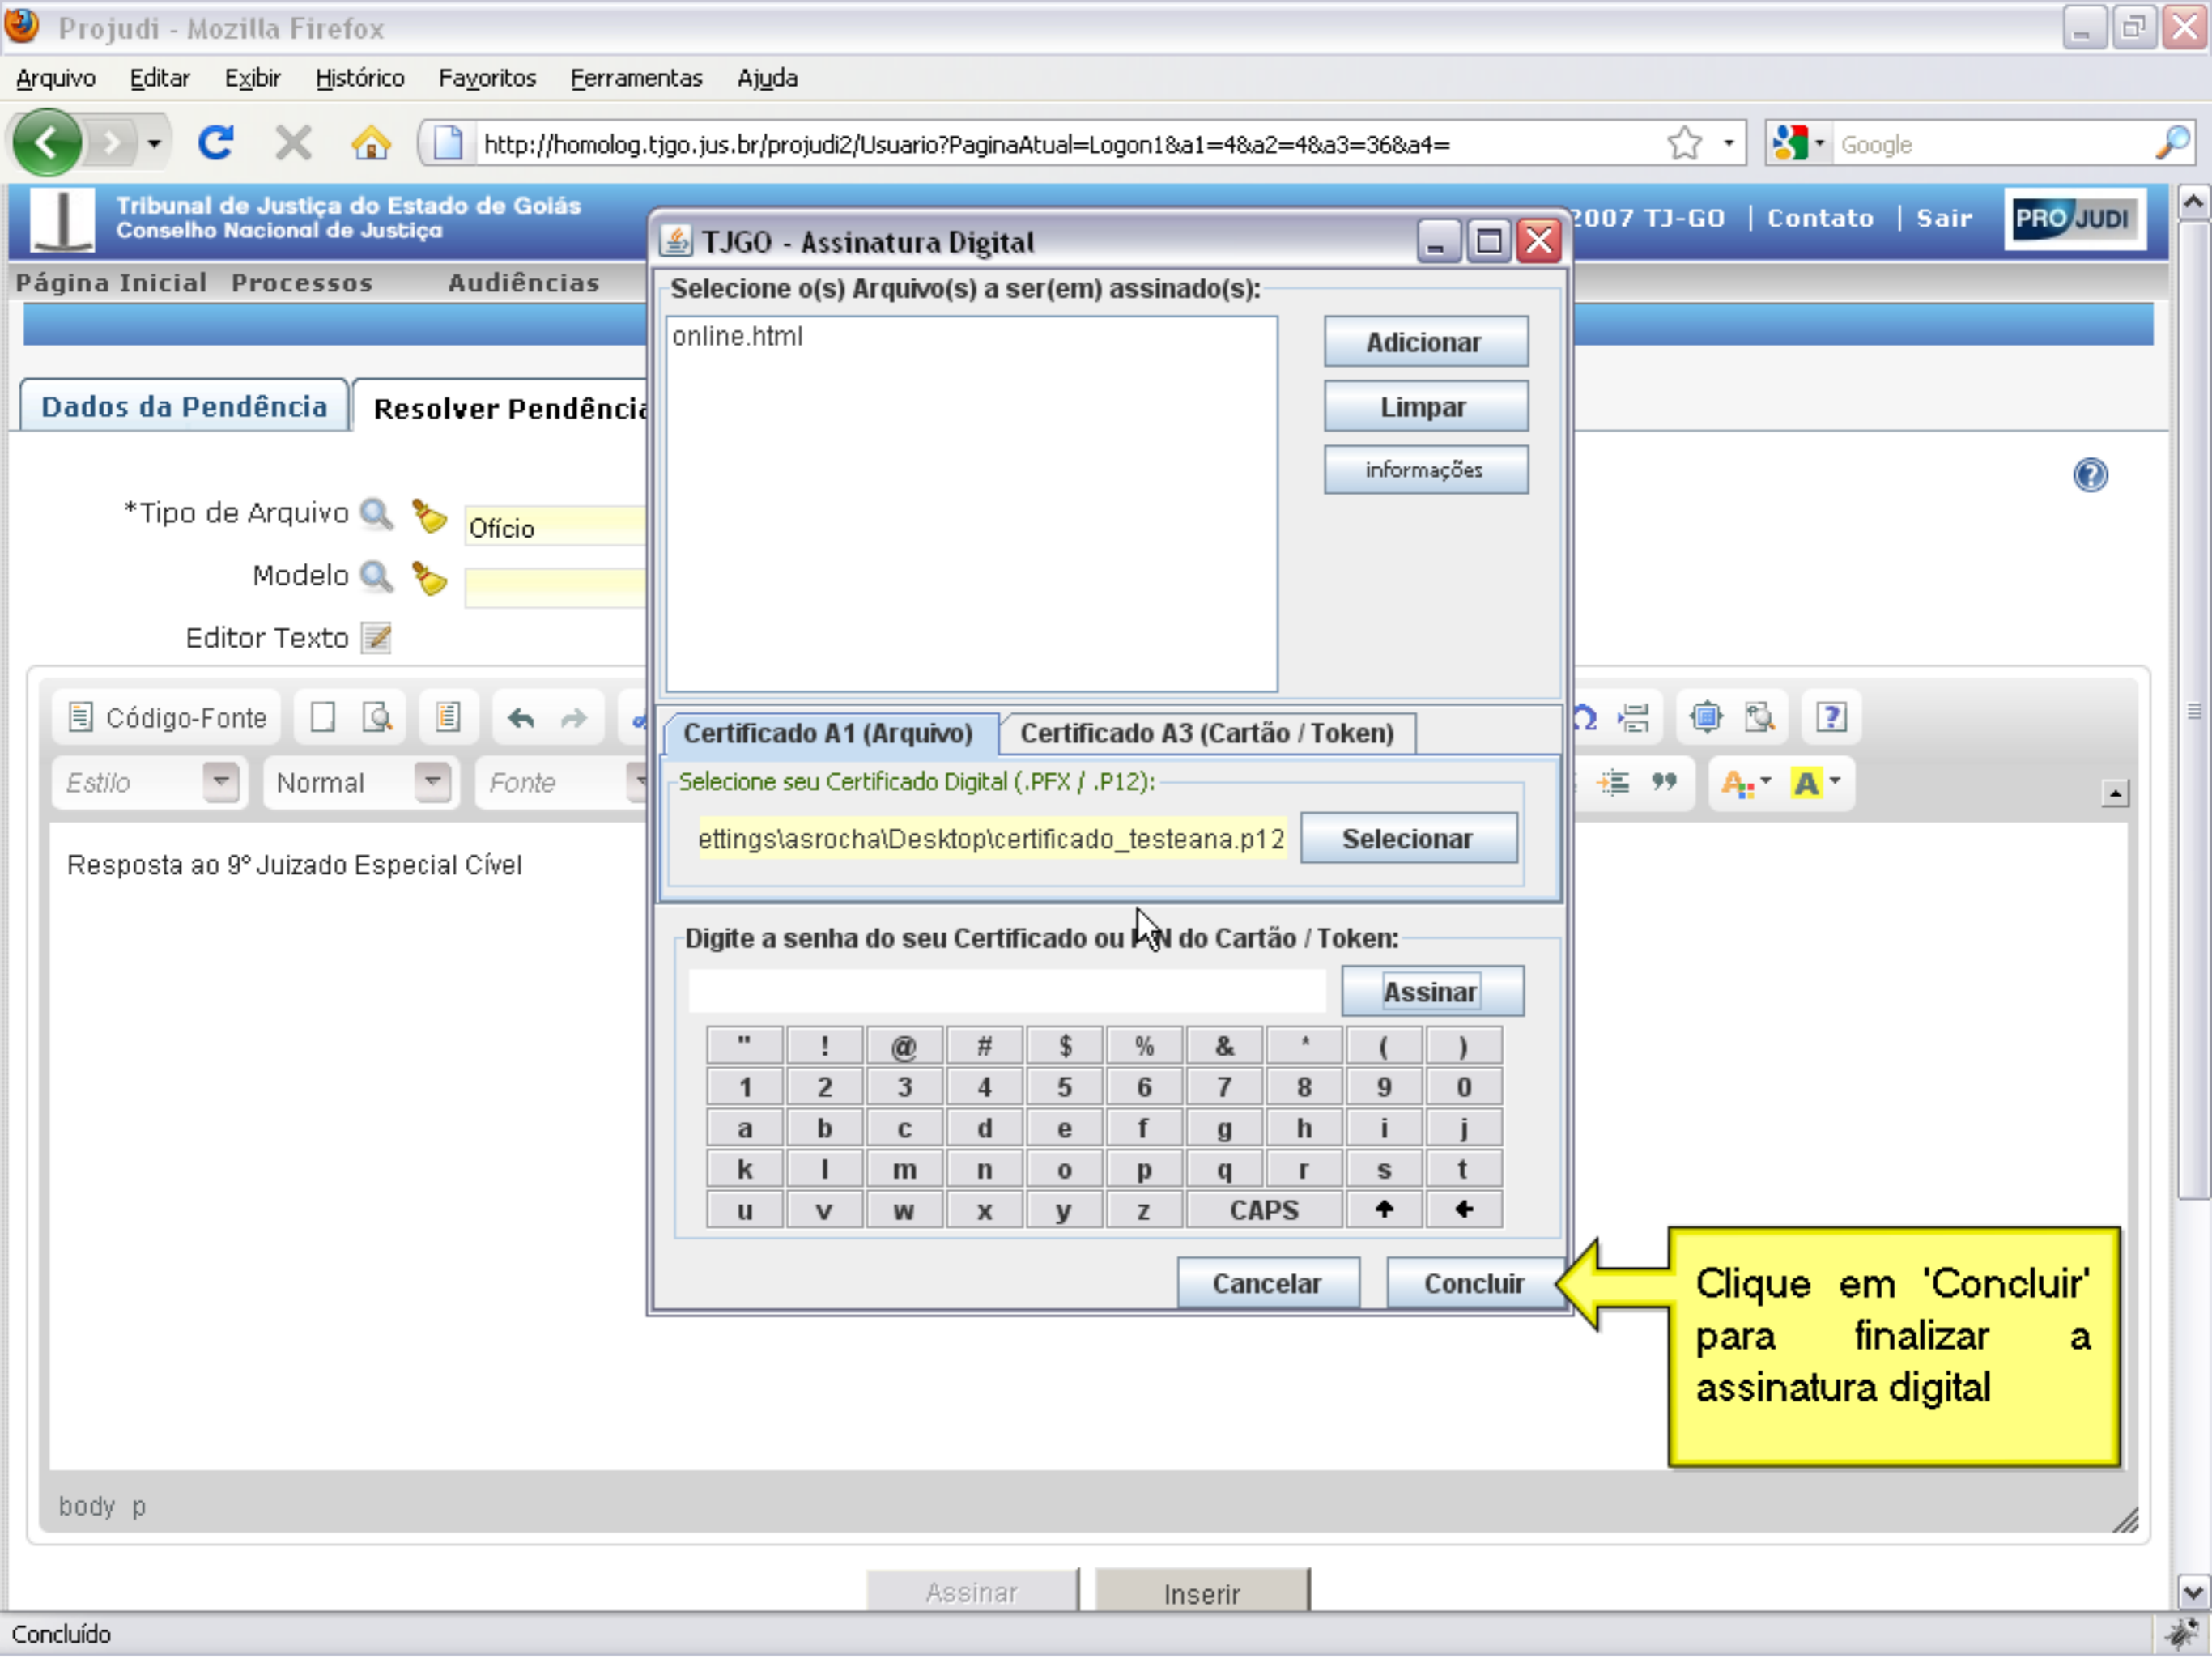 Projudi - Mozilla Firefox
Arquivo Editar Exibir Histórico Favoritos Ferramentas Ajuda
http://homolog.tjgo.jus.br/projudi2/Usuario?PaginaAtual=Logon1&a1=4&a2=4&a3=36&a4=
Google
Tribunal de Justiça do Estado de Goiás
Conselho Nacional de Justiça
2007 TJ-GO | Contato | Sair
PROJUDI
Página Inicial Processos Audiências
Dados da Pendência
Resolver Pendência
*Tipo de Arquivo
Ofício
Modelo
Editor Texto
Código-Fonte
Estilo
Normal
Fonte
Resposta ao 9º Juizado Especial Cível
body p
TJGO - Assinatura Digital
Selecione o(s) Arquivo(s) a ser(em) assinado(s):
online.html
Adicionar
Limpar
informações
Certificado A1 (Arquivo)
Certificado A3 (Cartão / Token)
Selecione seu Certificado Digital (.PFX / .P12):
ettings\asrocha\Desktop\certificado_testeana.p12
Selecionar
Digite a senha do seu Certificado ou PIN do Cartão / Token:
Assinar
" ! @ # $ % & * ( )
1 2 3 4 5 6 7 8 9 0
a b c d e f g h i j
k l m n o p q r s t
u v w x y z CAPS
Cancelar
Concluir
Clique em 'Concluir'
para finalizar a
assinatura digital
Assinar
Inserir
Concluído